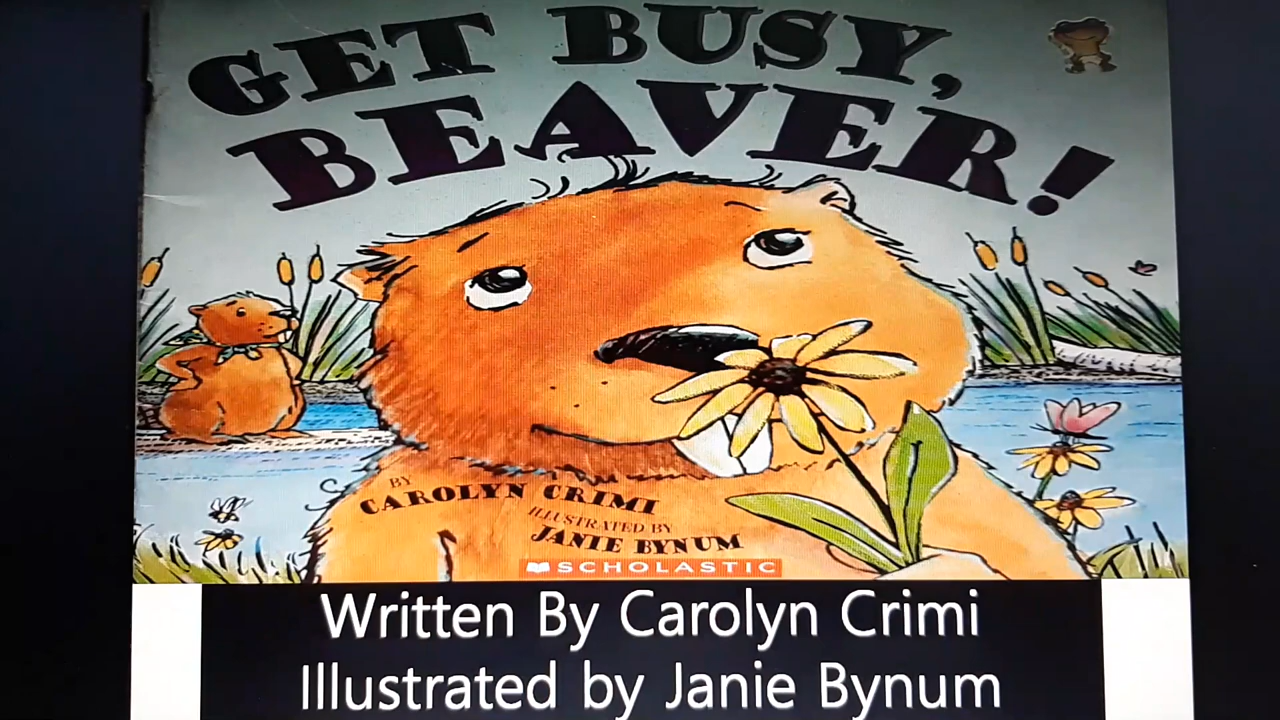 GET BUSY,
BEAVER!
BY
CAROLYN CRIMI
ILLUSTRATED BY
JANIE BYNUM
SCHOLASTIC
Written By Carolyn Crimi
Illustrated by Janie Bynum